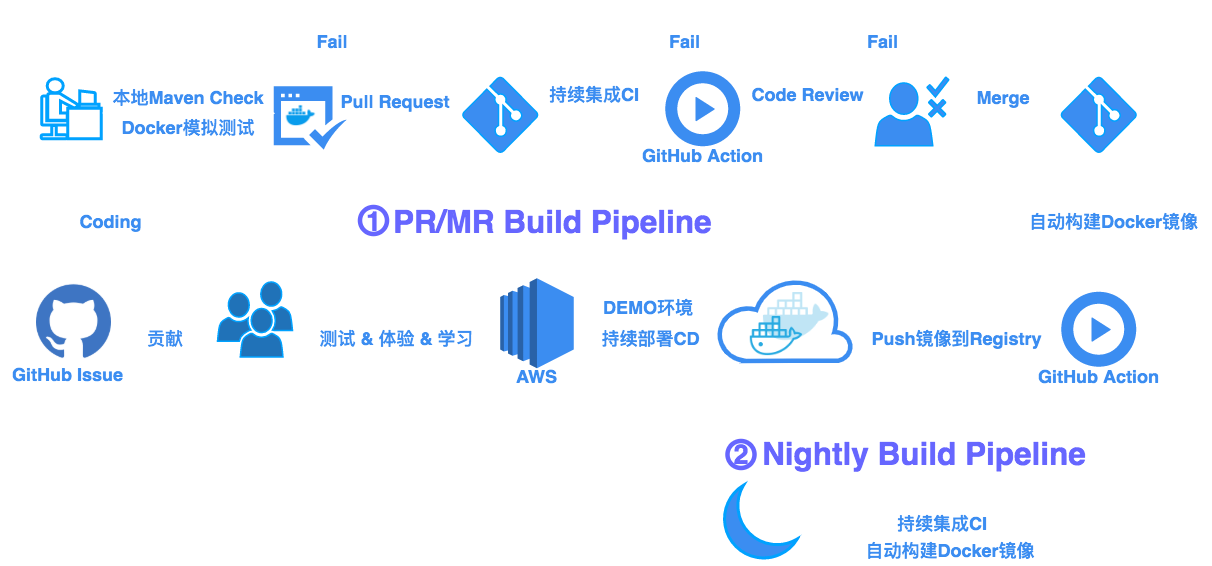 Fail
Fail
Fail
本地Maven Check
Docker模拟测试
Pull Request
持续集成CI
GitHub Action
Code Review
Merge
Coding
①PR/MR Build Pipeline
自动构建Docker镜像
GitHub Issue
贡献
测试 & 体验 & 学习
AWS
DEMO环境
持续部署CD
Push镜像到Registry
GitHub Action
②Nightly Build Pipeline
持续集成CI
自动构建Docker镜像